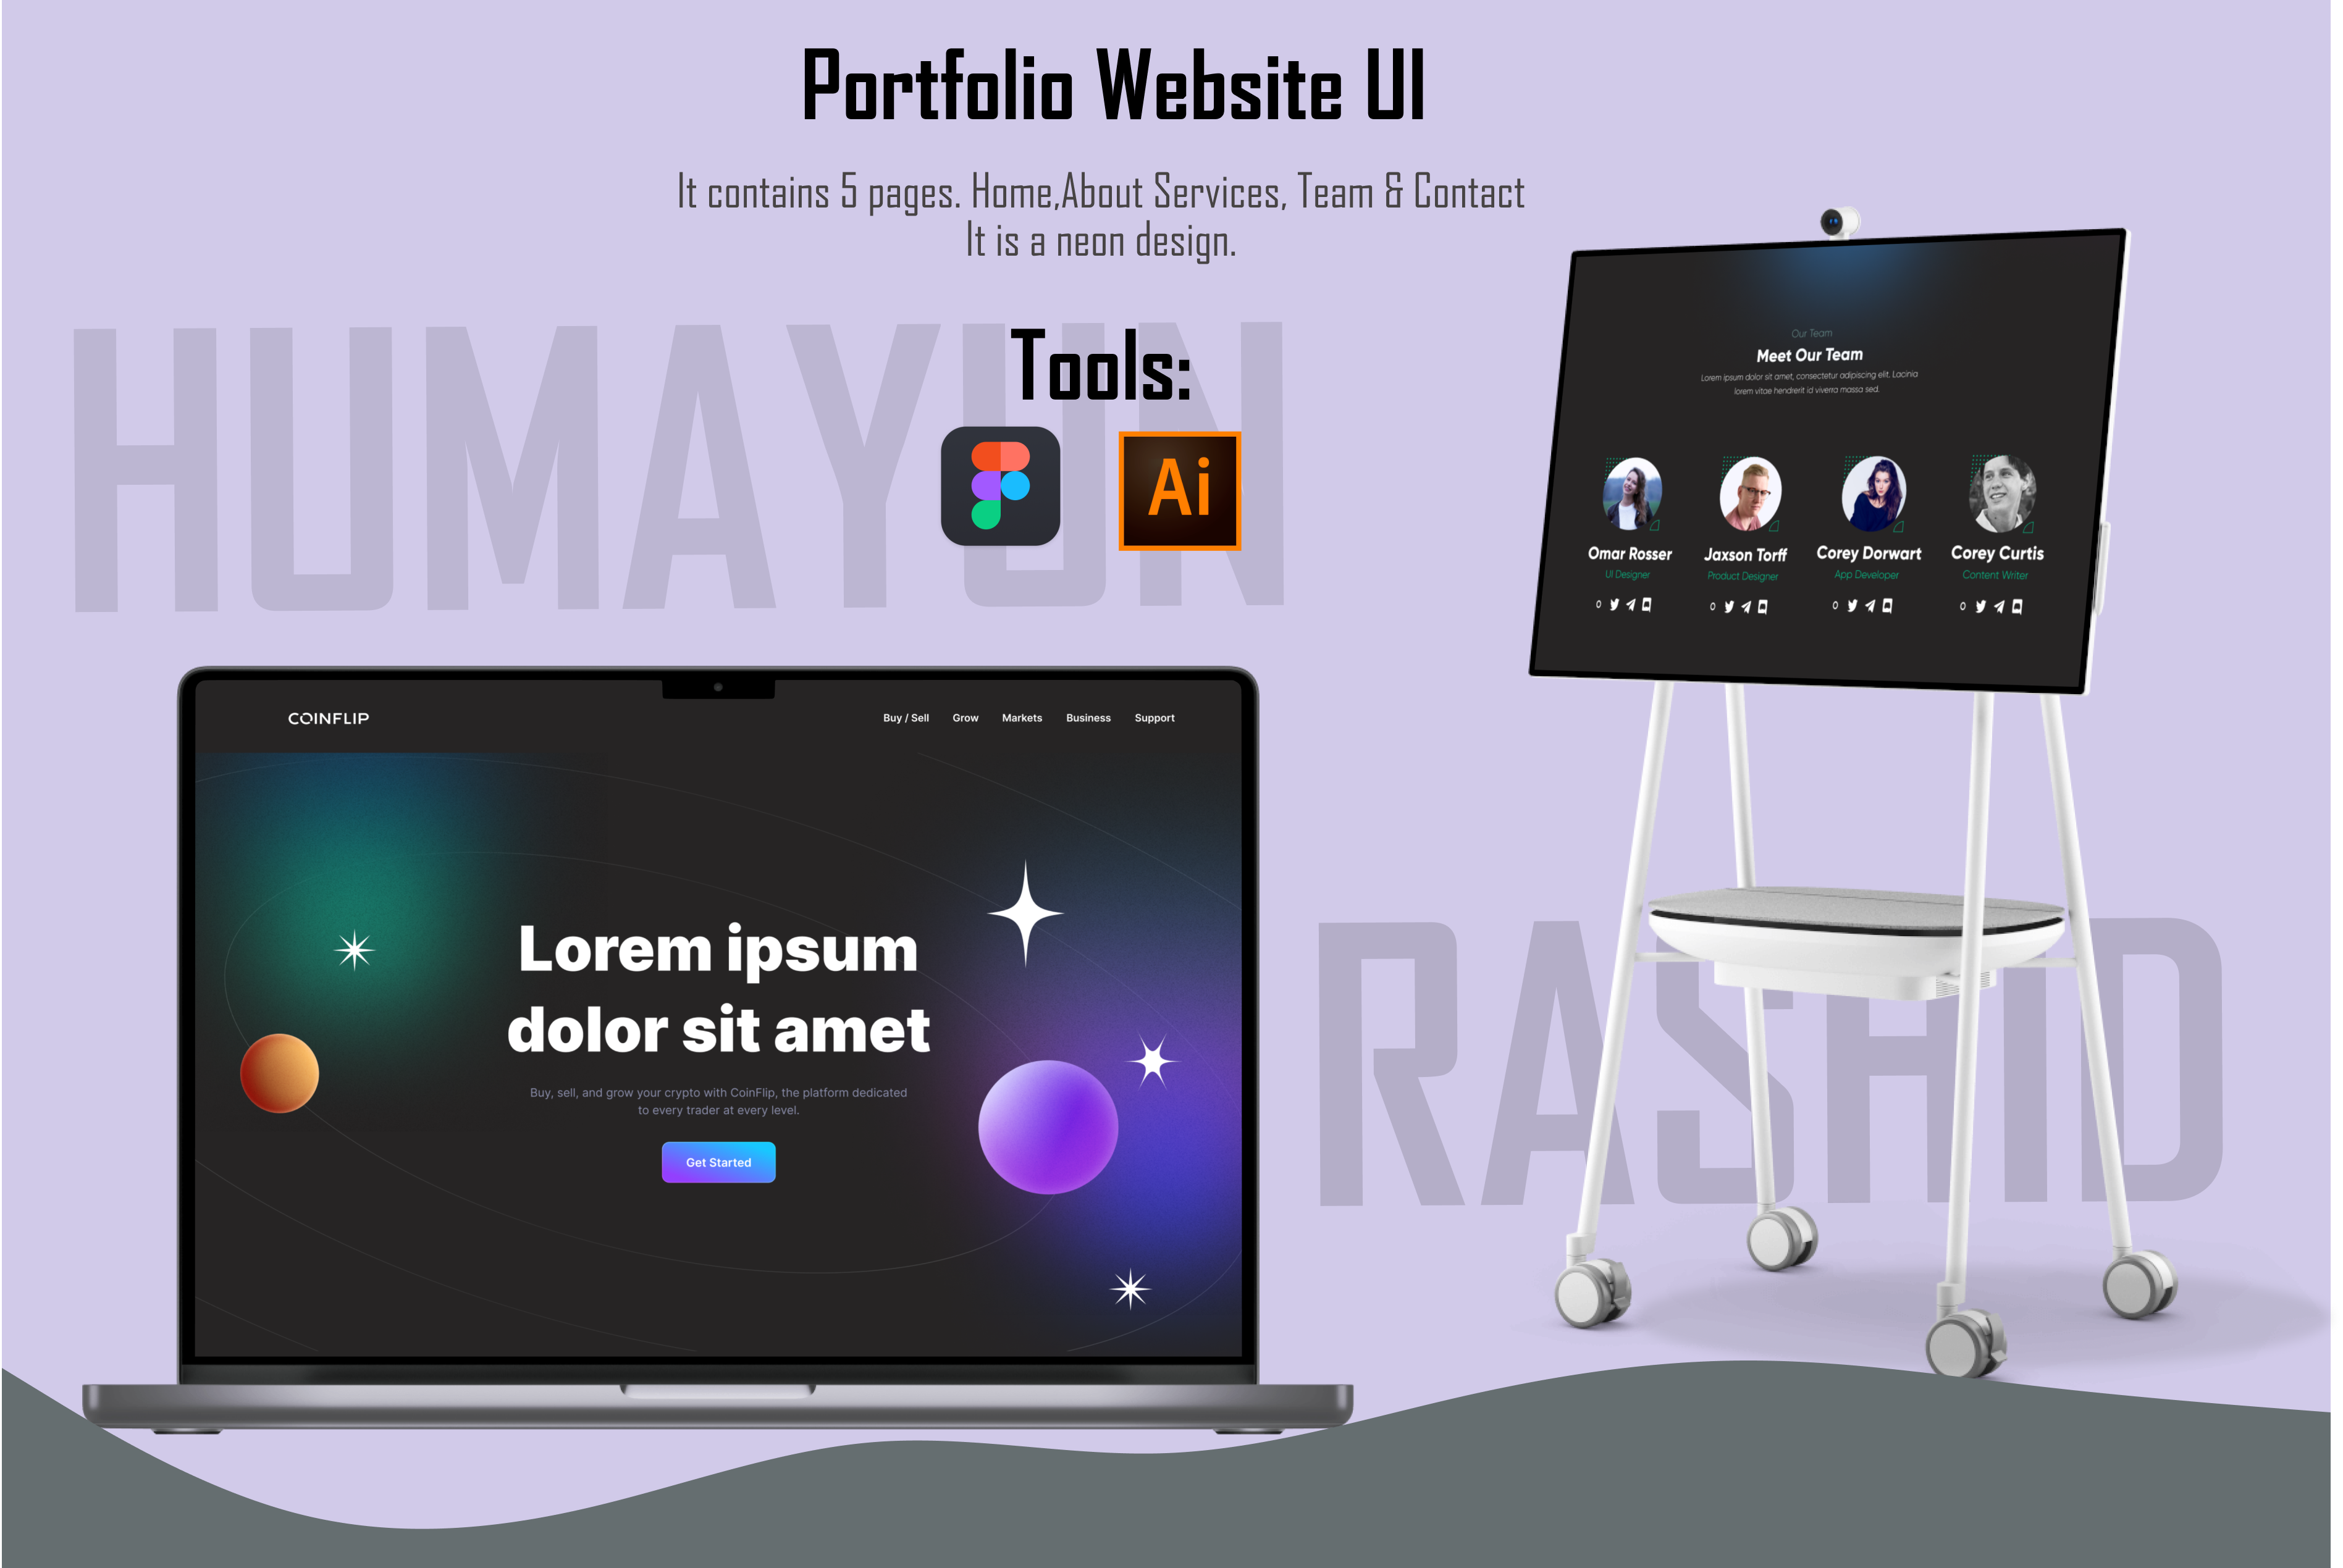 Portfolio Website UI
It contains 5 pages. Home,About Services, Team & Contact
It is a neon design.
HUMAYUN
Tools:
Ai
Our Team
Meet Our Team
Lorem ipsum dolor sit amet, consectetur adipiscing elit. Lacinia
lorem vitae hendrerit id viverra massa sed.
Omar Rosser
Jaxson Torff
Corey Dorwart
Corey Curtis
UI Designer
Product Designer
App Developer
Content Writer
COINFLIP
Buy / Sell
Grow
Markets
Business
Support
Lorem ipsum
dolor sit amet
Buy, sell, and grow your crypto with CoinFlip, the platform dedicated
to every trader at every level.
Get Started
RASHID